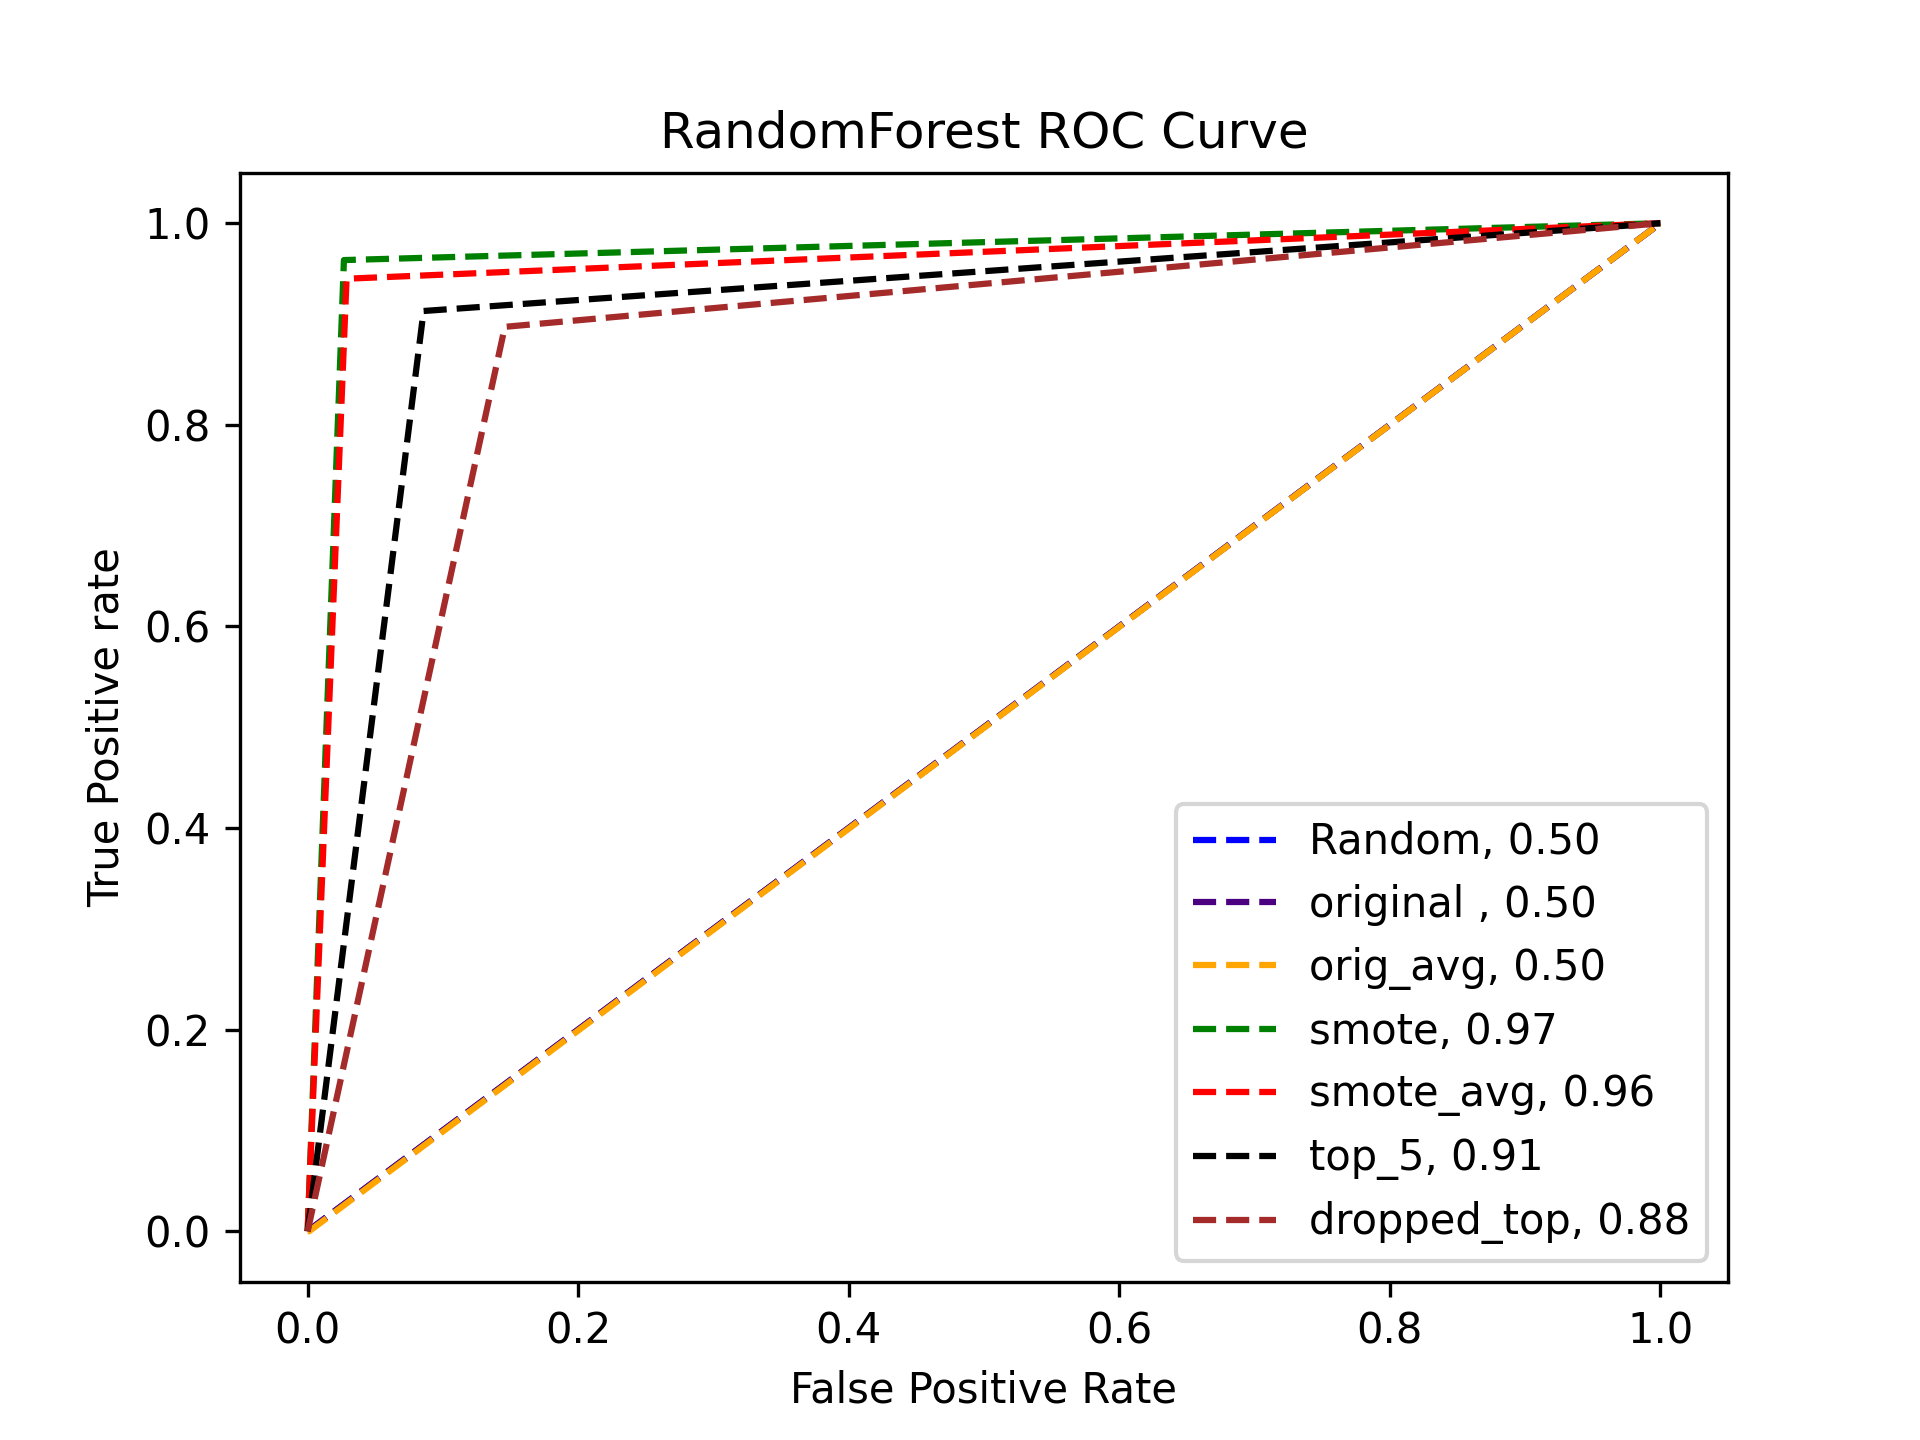 RandomForest ROC Curve
True Positive rate
1.0
0.8
0.6
0.4
0.2
0.0
0.0 0.2 0.4 0.6 0.8 1.0
False Positive Rate
Random, 0.50
original , 0.50
orig_avg, 0.50
smote, 0.97
smote_avg, 0.96
top_5, 0.91
dropped_top, 0.88